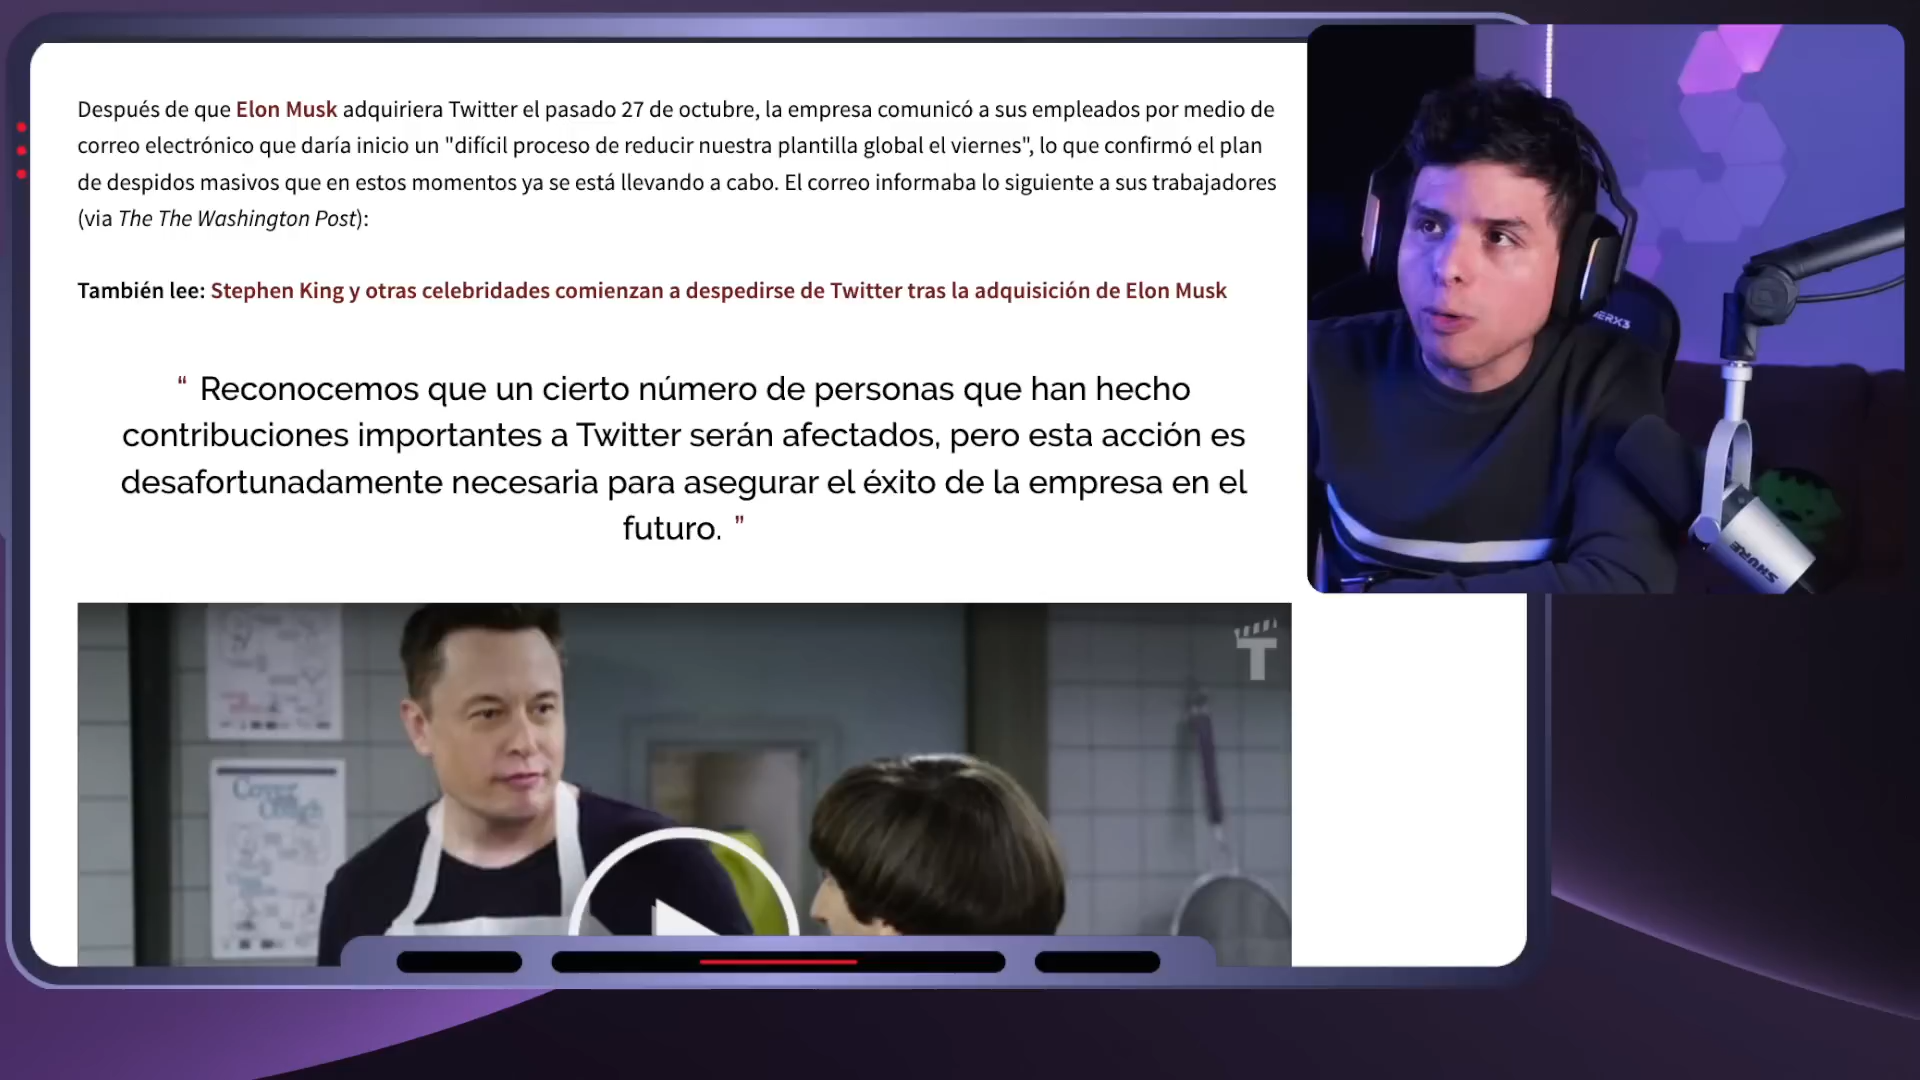 Después de que Elon Musk adquiriera Twitter el pasado 27 de octubre, la empresa comunicó a sus empleados por medio de
correo electrónico que daría inicio un "difícil proceso de reducir nuestra plantilla global el viernes", lo que confirmó el plan
de despidos masivos que en estos momentos ya se está llevando a cabo. El correo informaba lo siguiente a sus trabajadores
(via The The Washington Post):
También lee: Stephen King y otras celebridades comienzan a despedirse de Twitter tras la adquisición de Elon Musk
“ Reconocemos que un cierto número de personas que han hecho
contribuciones importantes a Twitter serán afectados, pero esta acción es
desafortunadamente necesaria para asegurar el éxito de la empresa en el
futuro. ”
T
Cover
Cough
SHURE